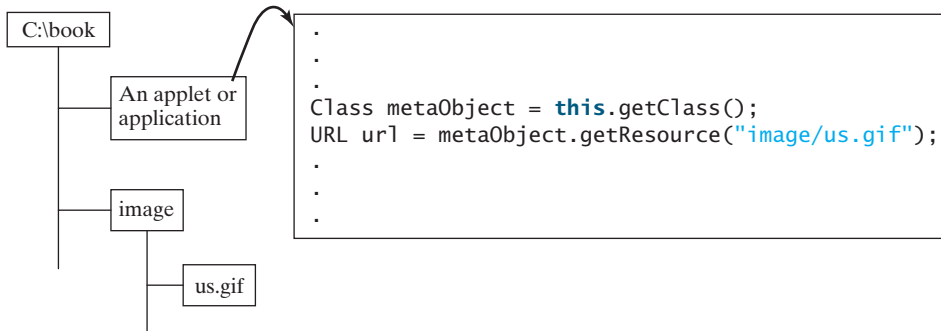 C:\book
An applet or
application
image
us.gif
.
.
.
Class metaObject = this.getClass();
URL url = metaObject.getResource("image/us.gif");
.
.
.